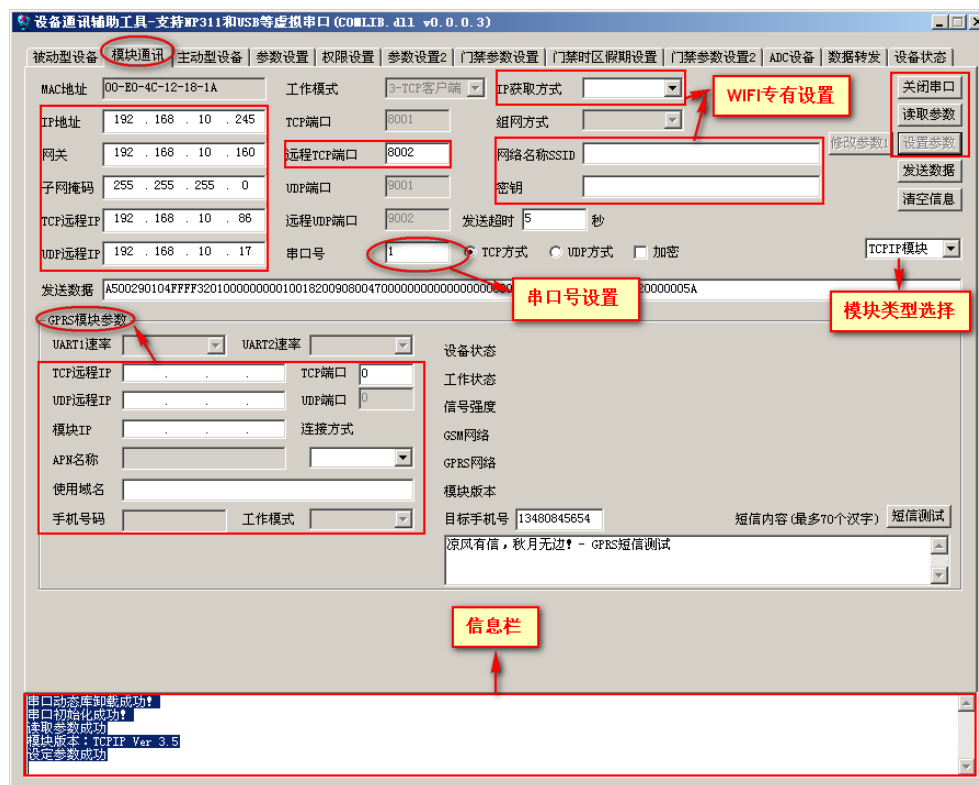 设备通讯辅助工具-支持MP311和USB等虚拟串口(COMLIB.dll v0.0.0.3)
被动型设备 模块通讯 主动型设备 参数设置 权限设置 参数设置2 门禁参数设置 门禁时区假期设置 门禁参数设置2 ADC设备 数据转发 设备状态
MAC地址 00-E0-4C-12-18-1A 工作模式 3-TCP客户端 IP获取方式 WIFI专有设置 关闭串口
IP地址 192 . 168 . 10 . 245 TCP端口 8001 组网方式 读取参数
网关 192 . 168 . 10 . 160 远程TCP端口 8002 网络名称SSID 修改参数1 设置参数
子网掩码 255 . 255 . 255 . 0 UDP端口 9001 密钥 发送数据
TCP远程IP 192 . 168 . 10 . 86 远程UDP端口 9002 发送超时 5 秒 清空信息
UDP远程IP 192 . 168 . 10 . 17 串口号 1 TCP方式 UDP方式 加密 TCPIP模块
发送数据
串口号设置 模块类型选择
GPRS模块参数
UART1速率 UART2速率 设备状态
TCP远程IP . . . TCP端口 0 工作状态
UDP远程IP . . . UDP端口 0 信号强度
模块IP . . . 连接方式 GSM网络
APN名称 GPRS网络
使用域名 模块版本
手机号码 工作模式 目标手机号 13480845654 短信内容(最多70个汉字) 短信测试
凉风有信，秋月无边! - GPRS短信测试
信息栏
串口动态库卸载成功!
串口初始化成功!
读取参数成功
模块版本：TCPIP Ver 3.5
设定参数成功